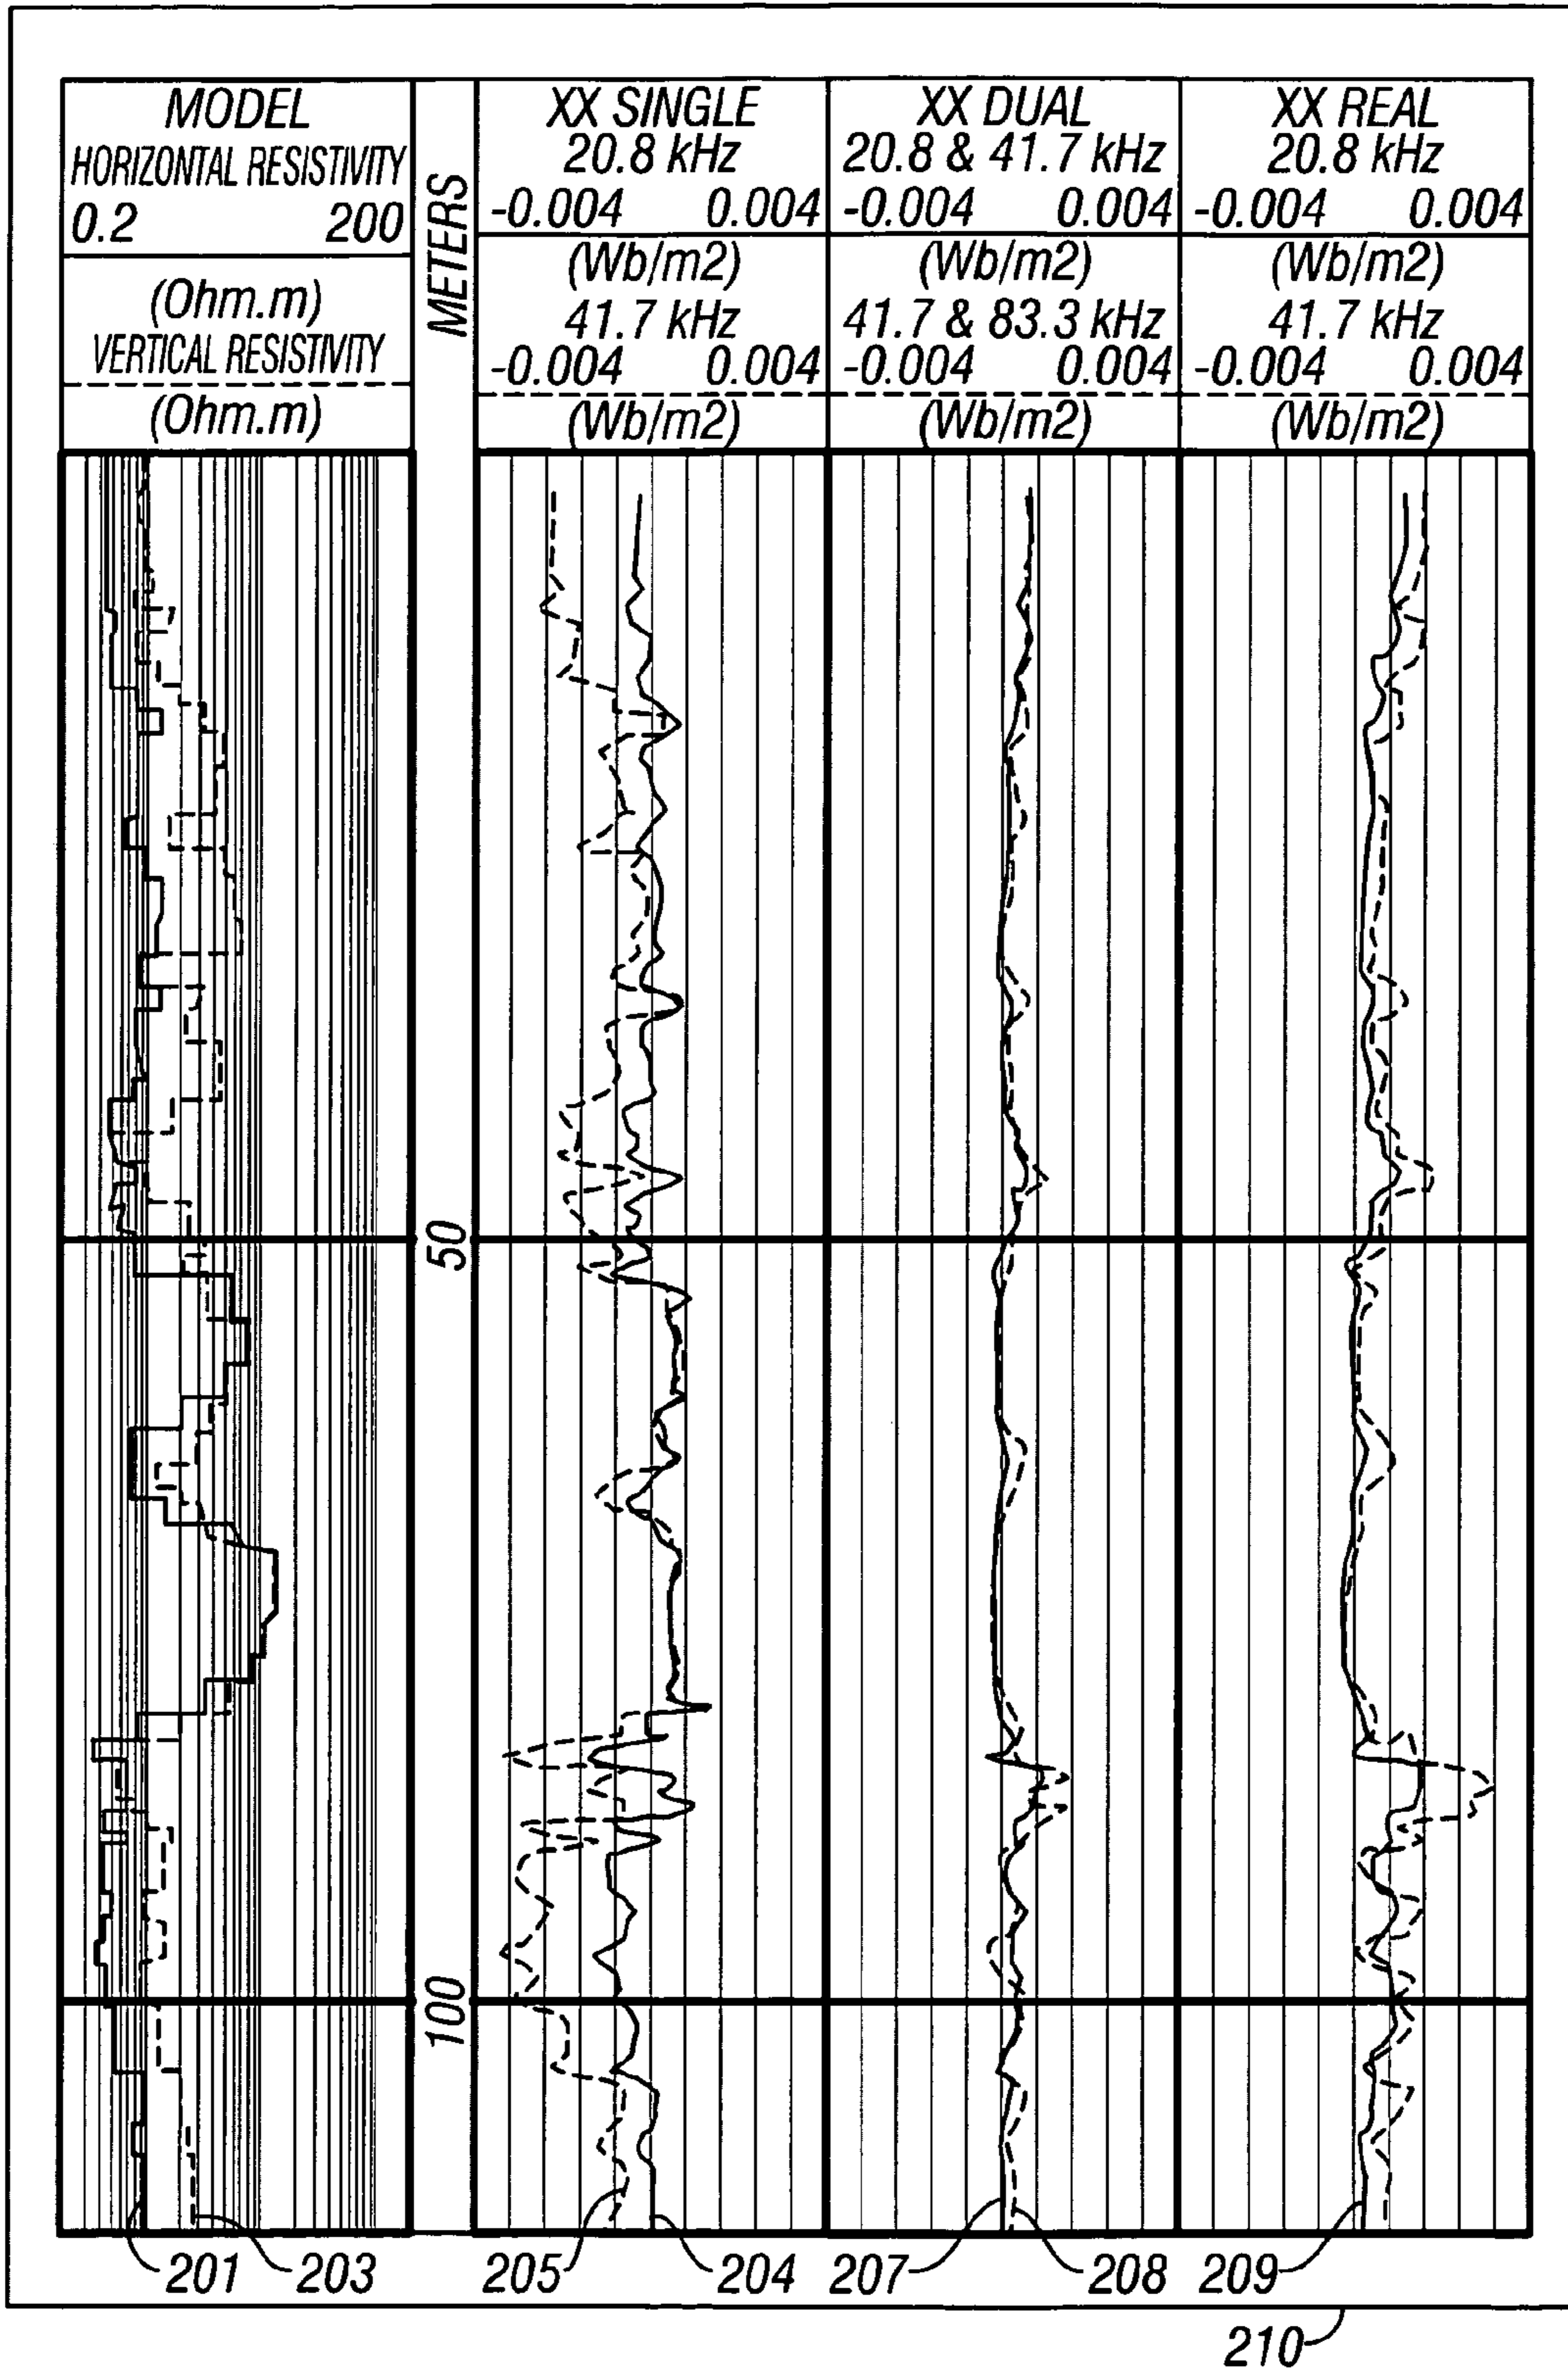 MODEL
HORIZONTAL RESISTIVITY
0.2 200
(Ohm.m)
VERTICAL RESISTIVITY
(Ohm.m)
METERS
XX SINGLE
20.8 kHz
-0.004 0.004
(Wb/m2)
41.7 kHz
-0.004 0.004
(Wb/m2)
XX DUAL
20.8 & 41.7 kHz
-0.004 0.004
(Wb/m2)
41.7 & 83.3 kHz
-0.004 0.004
(Wb/m2)
XX REAL
20.8 kHz
-0.004 0.004
(Wb/m2)
41.7 kHz
-0.004 0.004
(Wb/m2)
50
100
201 203 205 204 207 208 209
210